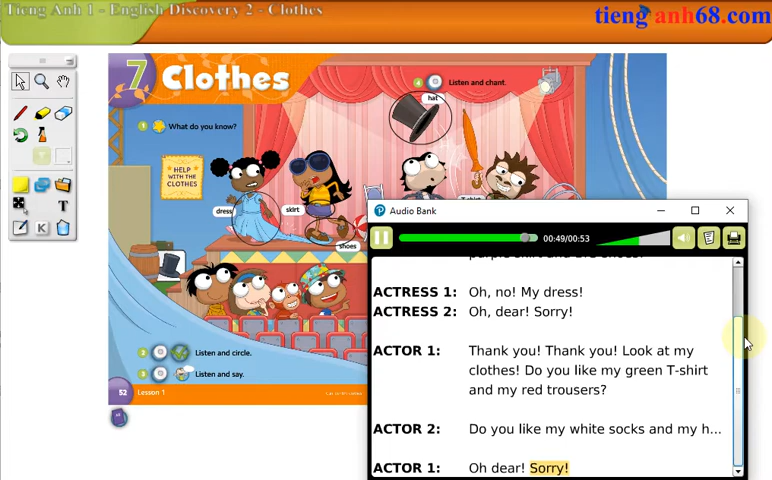 Tieng Anh 1 - English Discovery 2 - Clothes
tieng anh68.com
7 Clothes
4 Listen and chant.
hat
1 What do you know?
HELP
WITH THE
CLOTHES
dress
skirt
shoes
2 Listen and circle.
3 Listen and say.
52 Lesson 1
Audio Bank
00:49/00:53
ACTRESS 1: Oh, no! My dress!
ACTRESS 2: Oh, dear! Sorry!
ACTOR 1: Thank you! Thank you! Look at my
clothes! Do you like my green T-shirt
and my red trousers?
ACTOR 2: Do you like my white socks and my h...
ACTOR 1: Oh dear! Sorry!
T
K